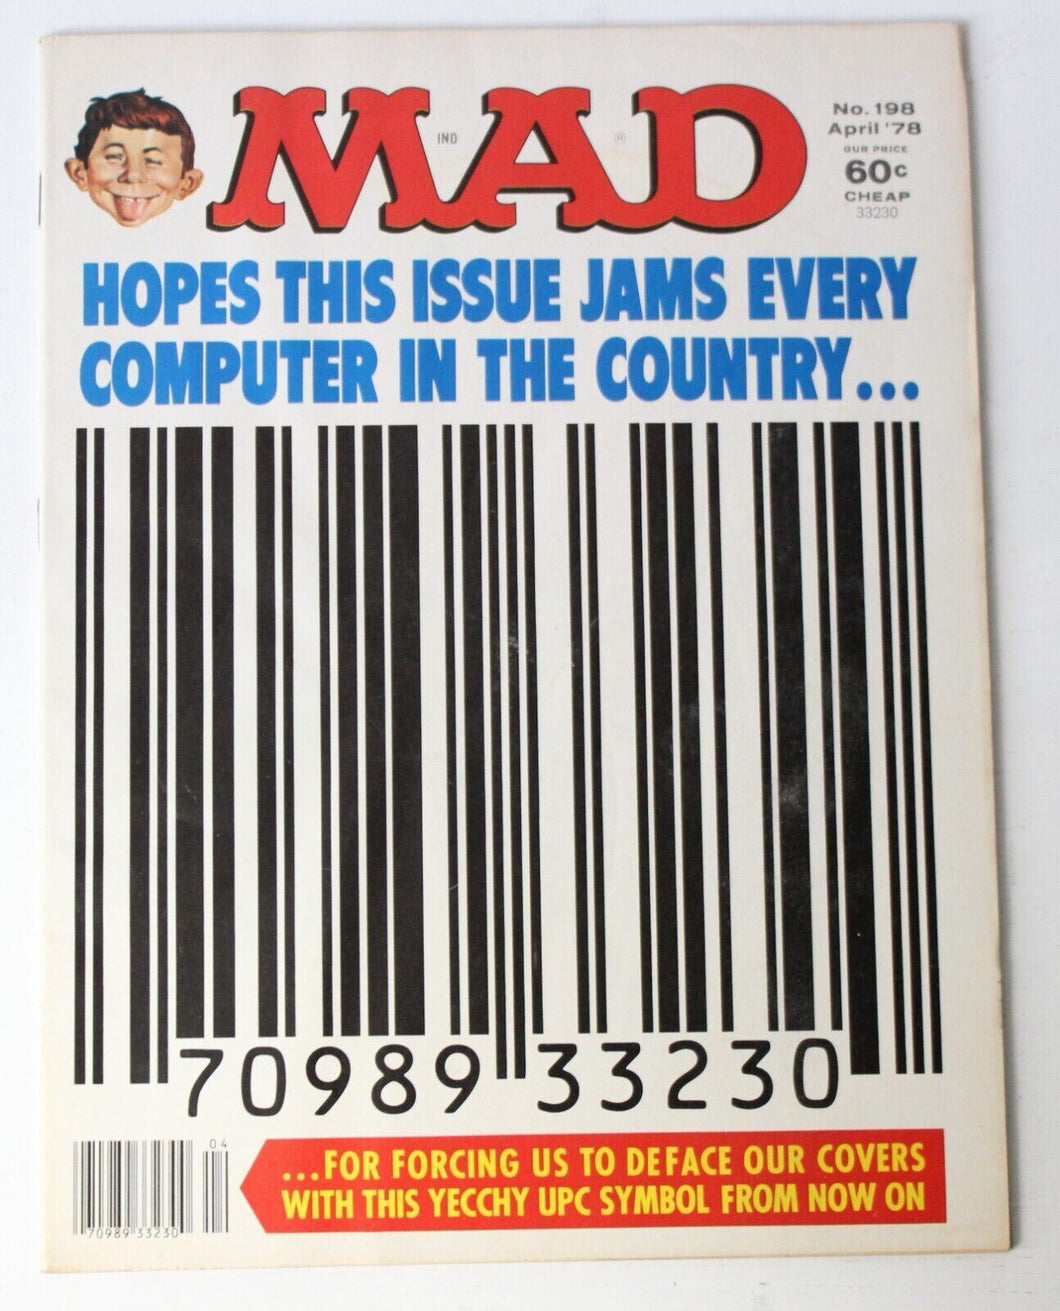 MAD
IND
®
No. 198
April '78
OUR PRICE
60c
CHEAP
33230
HOPES THIS ISSUE JAMS EVERY
COMPUTER IN THE COUNTRY...
70989 33230
04
70989 33230
...FOR FORCING US TO DEFACE OUR COVERS
WITH THIS YECCHY UPC SYMBOL FROM NOW ON